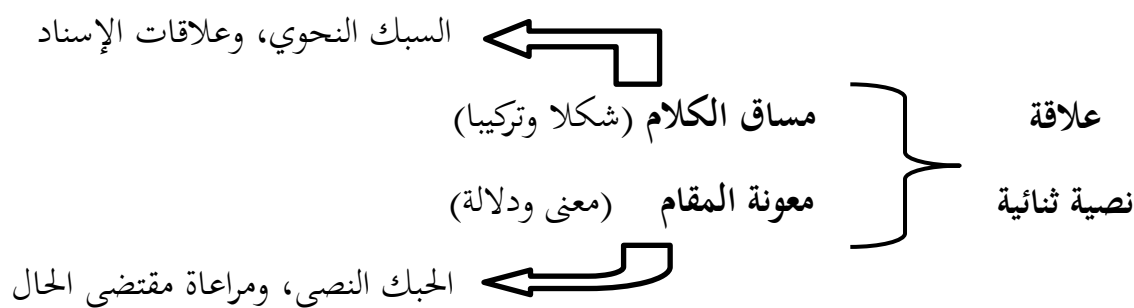 السبك النحوي، وعلاقات الإسناد
علاقة
مساق الكلام (شكلا وتركيبا)
نصية ثنائية
معونة المقام (معنى ودلالة)
الحبك النصي، ومراعاة مقتضى الحال